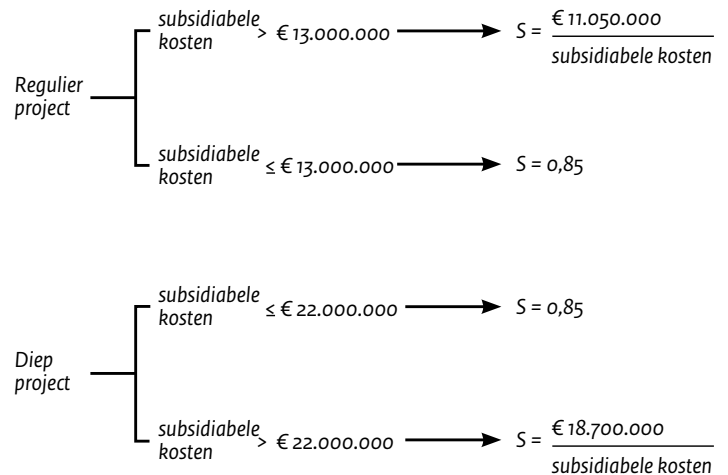 subsidiabele
kosten > € 13.000.000 S = € 11.050.000
subsidiabele kosten
Regulier
project
subsidiabele
kosten ≤ € 13.000.000 S = 0,85
subsidiabele
kosten ≤ € 22.000.000 S = 0,85
Diep
project
subsidiabele
kosten > € 22.000.000 S = € 18.700.000
subsidiabele kosten